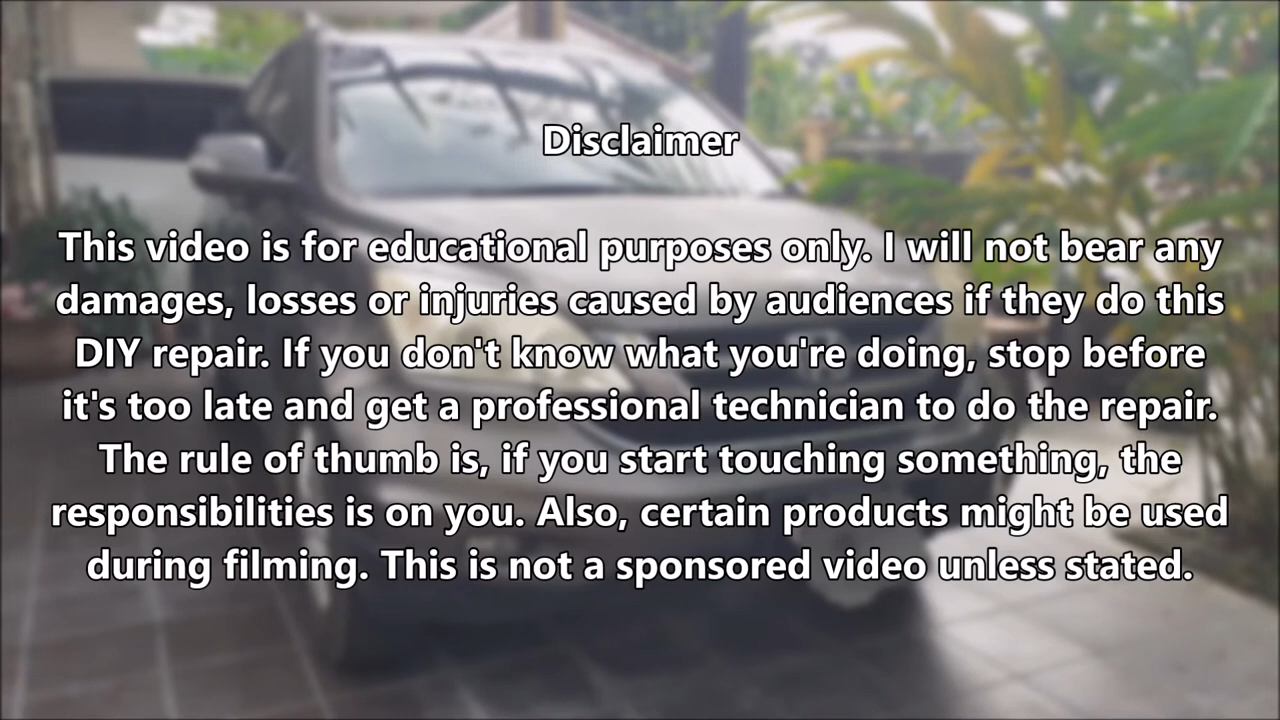 Disclaimer
This video is for educational purposes only. I will not bear any
damages, losses or injuries caused by audiences if they do this
DIY repair. If you don't know what you're doing, stop before
it's too late and get a professional technician to do the repair.
The rule of thumb is, if you start touching something, the
responsibilities is on you. Also, certain products might be used
during filming. This is not a sponsored video unless stated.